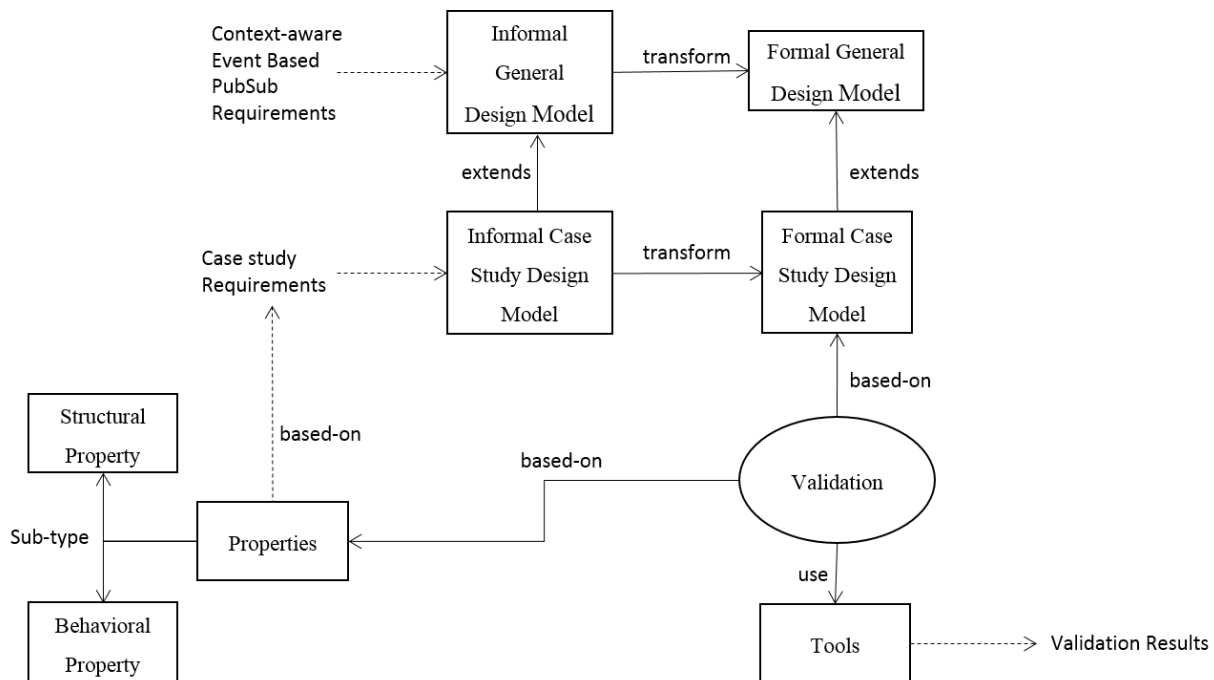 Context-aware
Event Based
PubSub
Requirements
Informal
General
Design Model
transform
Formal General
Design Model
extends
extends
Case study
Requirements
Informal Case
Study Design
Model
transform
Formal Case
Study Design
Model
based-on
Structural
Property
based-on
based-on
Validation
Sub-type
Properties
use
Behavioral
Property
Tools
Validation Results